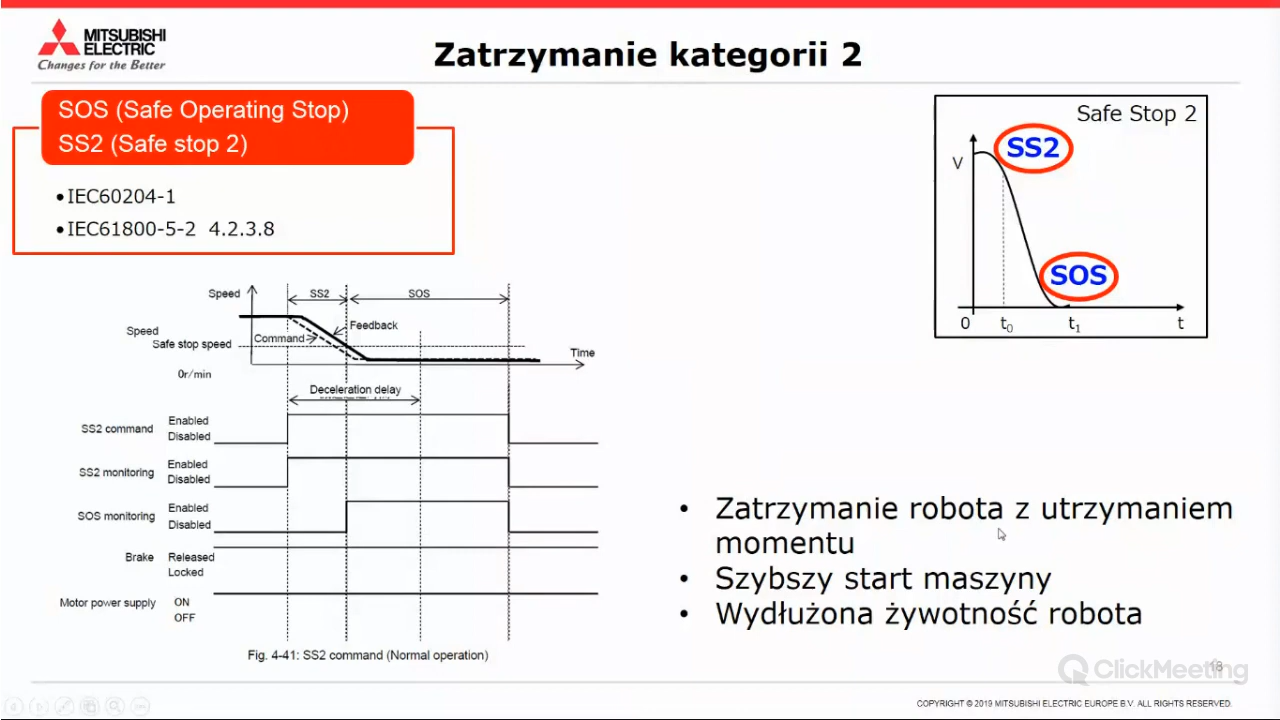 MITSUBISHI
ELECTRIC
Changes for the Better
Zatrzymanie kategorii 2
SOS (Safe Operating Stop)
SS2 (Safe stop 2)
•IEC60204-1
•IEC61800-5-2 4.2.3.8
Safe Stop 2
SS2
V
SOS
0
t0
t1
t
Speed
SS2
SOS
Feedback
Speed
Command
Safe stop speed
Time
0r/min
Deceleration delay
SS2 command
Enabled
Disabled
SS2 monitoring
Enabled
Disabled
SOS monitoring
Enabled
Disabled
Brake
Released
Locked
Motor power supply
ON
OFF
Fig. 4-41: SS2 command (Normal operation)
• Zatrzymanie robota z utrzymaniem
momentu
• Szybszy start maszyny
• Wydłużona żywotność robota
ClickMeeting
18
COPYRIGHT © 2019 MITSUBISHI ELECTRIC EUROPE B.V. ALL RIGHTS RESERVED.